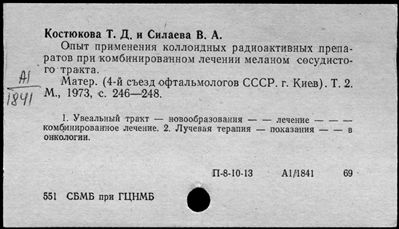 Костюкова Т. Д. и Силаева В. А.
Опыт применения коллоидных радиоактивных препа-
ратов при комбинированном лечении меланом сосудисто-
го тракта.
А1
1841
Матер. (4-й съезд офтальмологов СССР. г. Киев). Т. 2.
М., 1973, с. 246—248.
1. Увеальный тракт — новообразования — — лечение — — —
комбинированное лечение. 2. Лучевая терапия — показания — — в
онкологии.
П-8-10-13 А1/1841 69
551 СБМБ при ГЦНМБ